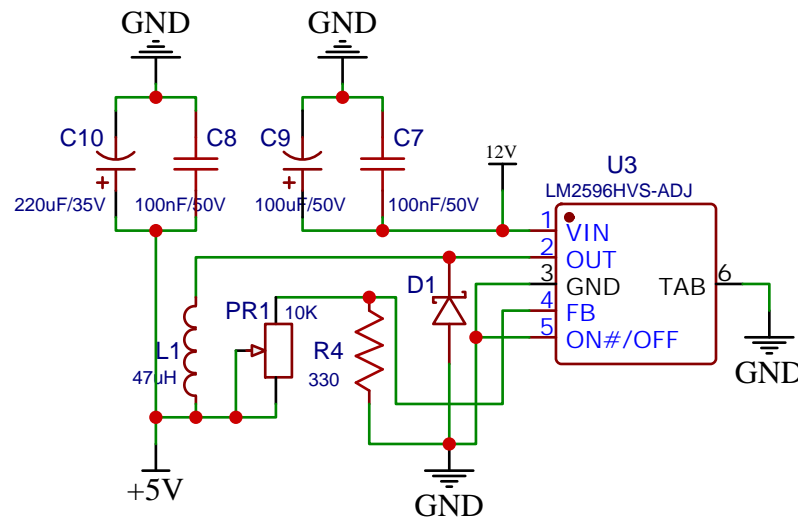 GND GND
C10 C8 C9 C7
12V
U3
LM2596HVS-ADJ
220uF/35V 100nF/50V 100uF/50V 100nF/50V
1 VIN
2 OUT
3 GND TAB 6
4 FB
5 ON#/OFF
D1
PR1 10K
L1 R4
47uH 330
GND
+5V GND